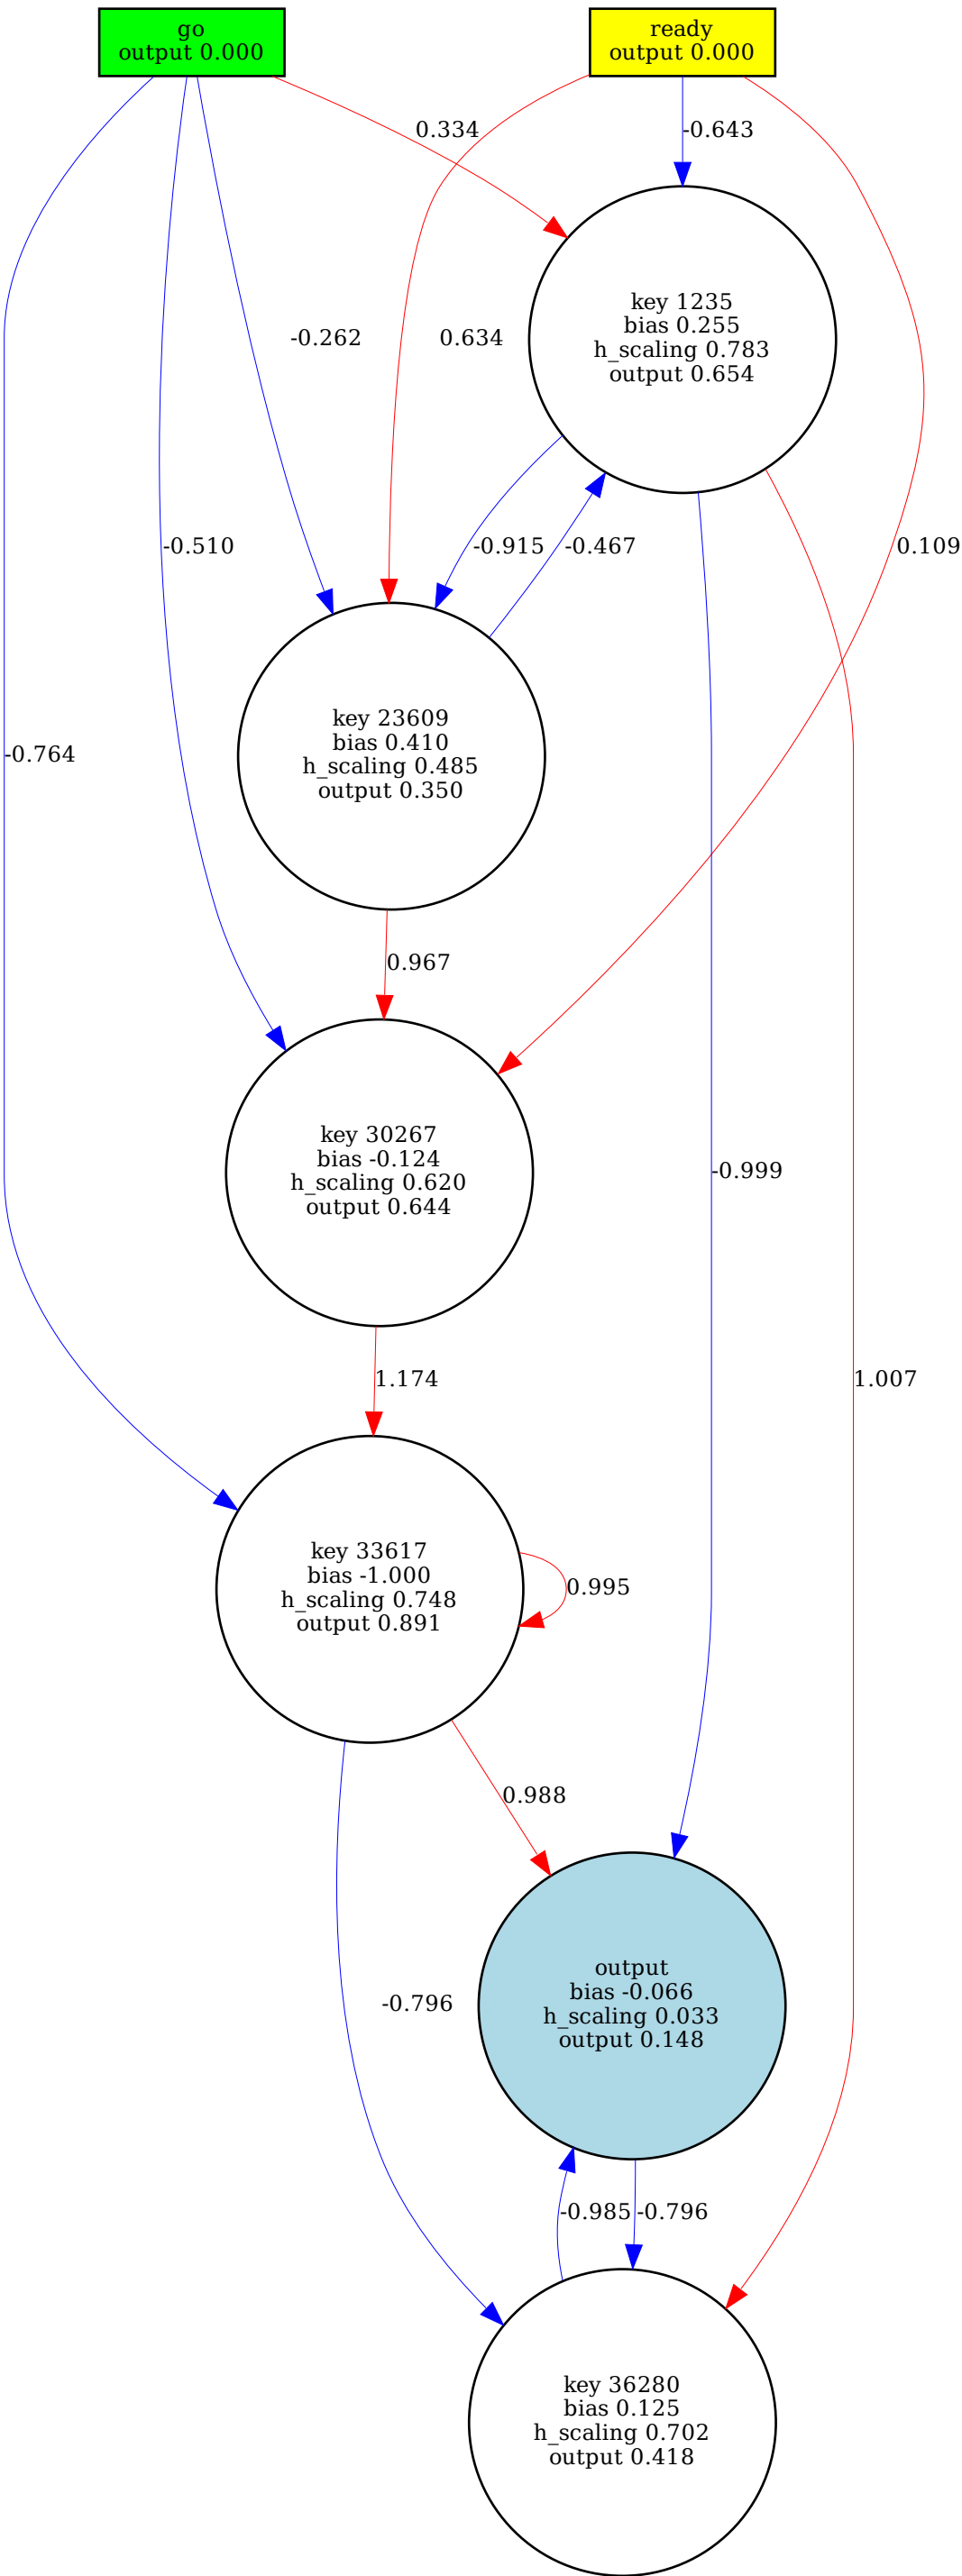 go
output 0.000
ready
output 0.000
0.334
-0.643
key 1235
bias 0.255
h_scaling 0.783
output 0.654
-0.262
0.634
-0.510
-0.915
-0.467
0.109
key 23609
bias 0.410
h_scaling 0.485
output 0.350
-0.764
0.967
key 30267
bias -0.124
h_scaling 0.620
output 0.644
-0.999
1.174
1.007
key 33617
bias -1.000
h_scaling 0.748
output 0.891
0.995
0.988
output
bias -0.066
h_scaling 0.033
output 0.148
-0.796
-0.985
-0.796
key 36280
bias 0.125
h_scaling 0.702
output 0.418